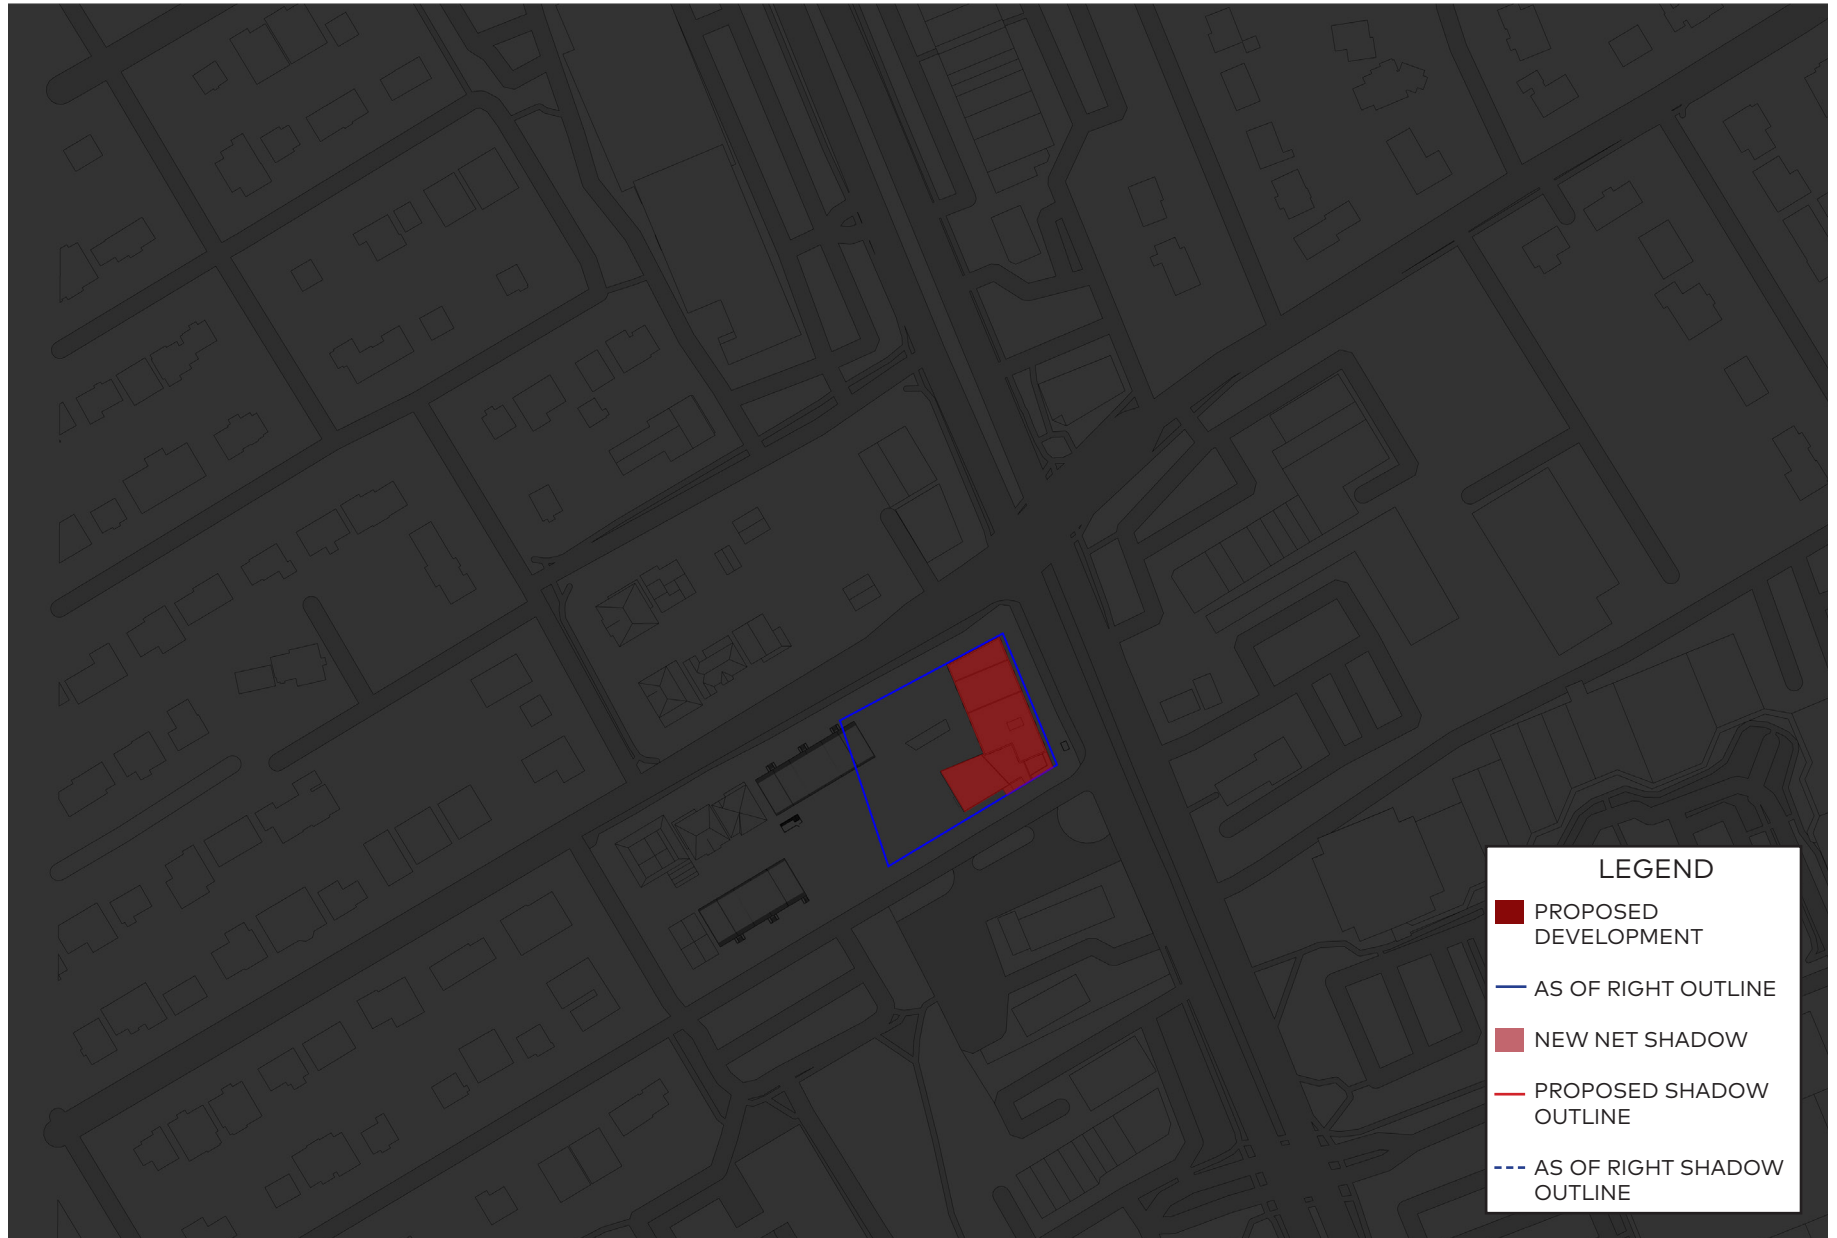 LEGEND
PROPOSED
DEVELOPMENT
AS OF RIGHT OUTLINE
NEW NET SHADOW
PROPOSED SHADOW
OUTLINE
AS OF RIGHT SHADOW
OUTLINE